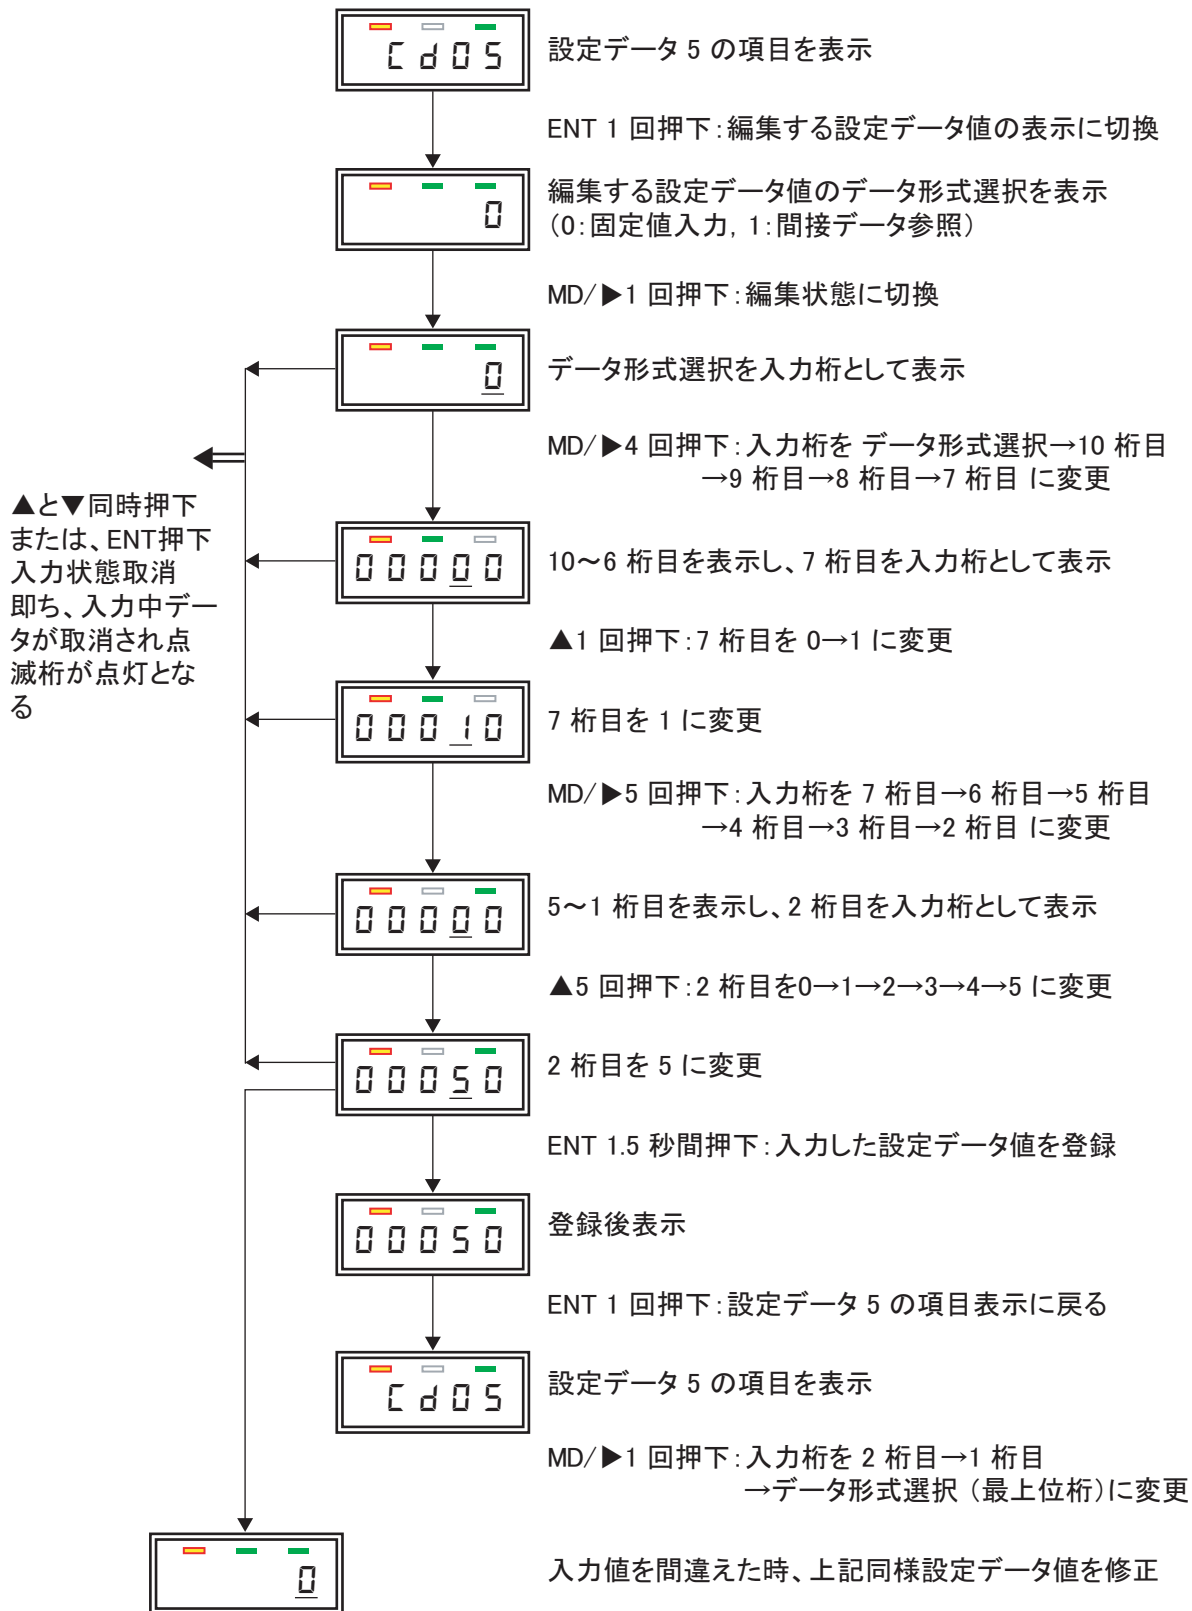 Cd05
設定データ 5 の項目を表示
ENT 1 回押下：編集する設定データ値の表示に切換
0
編集する設定データ値のデータ形式選択を表示
（0：固定値入力，1：間接データ参照）
MD/▶1 回押下：編集状態に切換
0
データ形式選択を入力桁として表示
MD/▶4 回押下：入力桁を データ形式選択→10 桁目
→9 桁目→8 桁目→7 桁目 に変更
▲と▼同時押下
または、ENT押下
入力状態取消
即ち、入力中デー
タが取消され点
滅桁が点灯とな
る
00000
10～6 桁目を表示し、7 桁目を入力桁として表示
▲1 回押下：7 桁目を 0→1 に変更
00010
7 桁目を 1 に変更
MD/▶5 回押下：入力桁を 7 桁目→6 桁目→5 桁目
→4 桁目→3 桁目→2 桁目 に変更
00000
5～1 桁目を表示し、2 桁目を入力桁として表示
▲5 回押下：2 桁目を0→1→2→3→4→5 に変更
00050
2 桁目を 5 に変更
ENT 1.5 秒間押下：入力した設定データ値を登録
00050
登録後表示
ENT 1 回押下：設定データ 5 の項目表示に戻る
Cd05
設定データ 5 の項目を表示
MD/▶1 回押下：入力桁を 2 桁目→1 桁目
→データ形式選択（最上位桁）に変更
0
入力値を間違えた時、上記同様設定データ値を修正